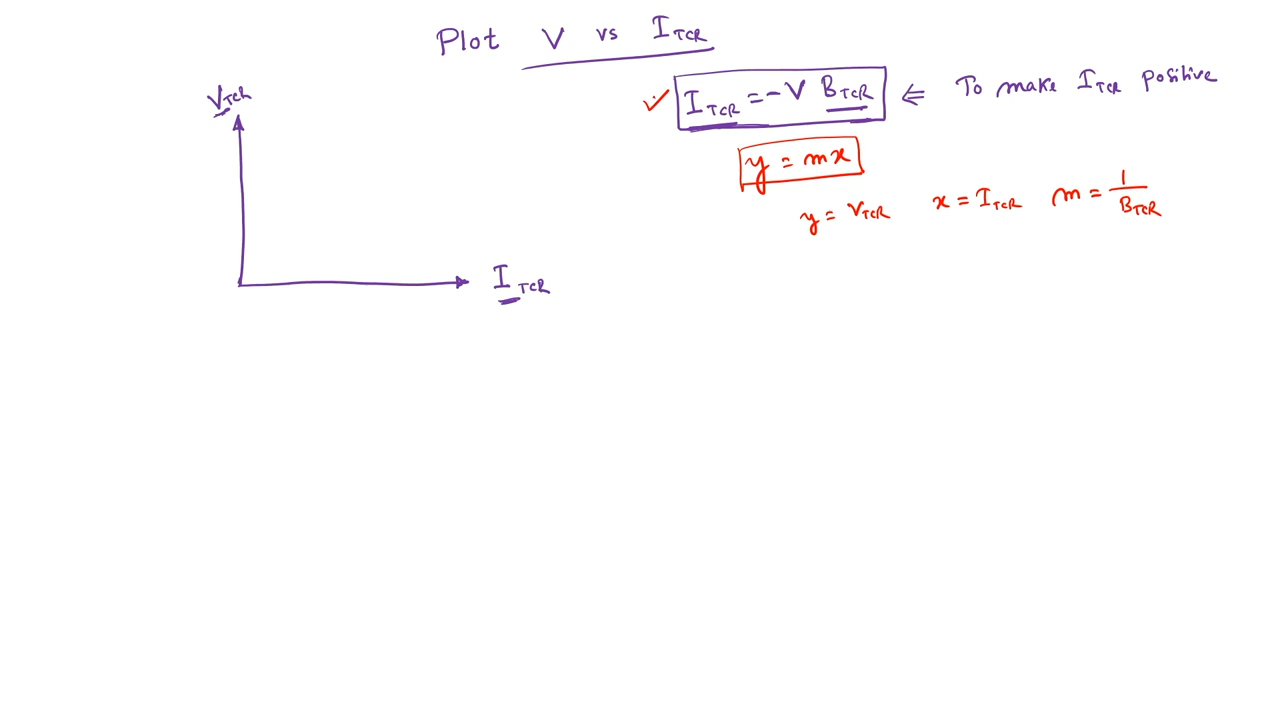 Plot V vs I_TCR
V_TCR
I_TCR = -V B_TCR ⇐ To make I_TCR positive
y = mx
y = V_TCR x = I_TCR m = 1/B_TCR
I_TCR